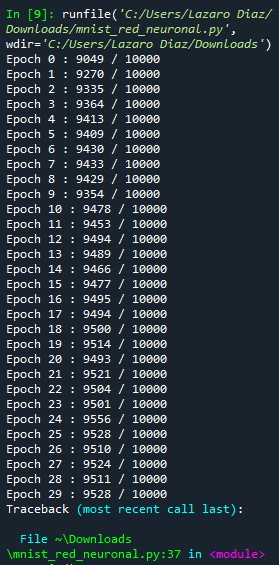 In [9]: runfile('C:/Users/Lazaro Diaz/
Downloads/mnist_red_neuronal.py',
wdir='C:/Users/Lazaro Diaz/Downloads')
Epoch 0 : 9049 / 10000
Epoch 1 : 9270 / 10000
Epoch 2 : 9335 / 10000
Epoch 3 : 9364 / 10000
Epoch 4 : 9413 / 10000
Epoch 5 : 9409 / 10000
Epoch 6 : 9430 / 10000
Epoch 7 : 9433 / 10000
Epoch 8 : 9429 / 10000
Epoch 9 : 9354 / 10000
Epoch 10 : 9478 / 10000
Epoch 11 : 9453 / 10000
Epoch 12 : 9494 / 10000
Epoch 13 : 9489 / 10000
Epoch 14 : 9466 / 10000
Epoch 15 : 9477 / 10000
Epoch 16 : 9495 / 10000
Epoch 17 : 9494 / 10000
Epoch 18 : 9500 / 10000
Epoch 19 : 9514 / 10000
Epoch 20 : 9493 / 10000
Epoch 21 : 9521 / 10000
Epoch 22 : 9504 / 10000
Epoch 23 : 9501 / 10000
Epoch 24 : 9556 / 10000
Epoch 25 : 9528 / 10000
Epoch 26 : 9510 / 10000
Epoch 27 : 9524 / 10000
Epoch 28 : 9511 / 10000
Epoch 29 : 9528 / 10000
Traceback (most recent call last):
File ~\Downloads
\mnist_red_neuronal.py:37 in <module>